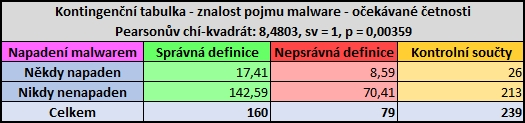 Kontingenční tabulka - znalost pojmu malware - očekávané četnosti
Pearsonův chí-kvadrát: 8,4803, sv = 1, p = 0,00359
Napadení malwarem Správná definice Nepsrávná definice Kontrolní součty
Někdy napaden 17,41 8,59 26
Nikdy nenapaden 142,59 70,41 213
Celkem 160 79 239